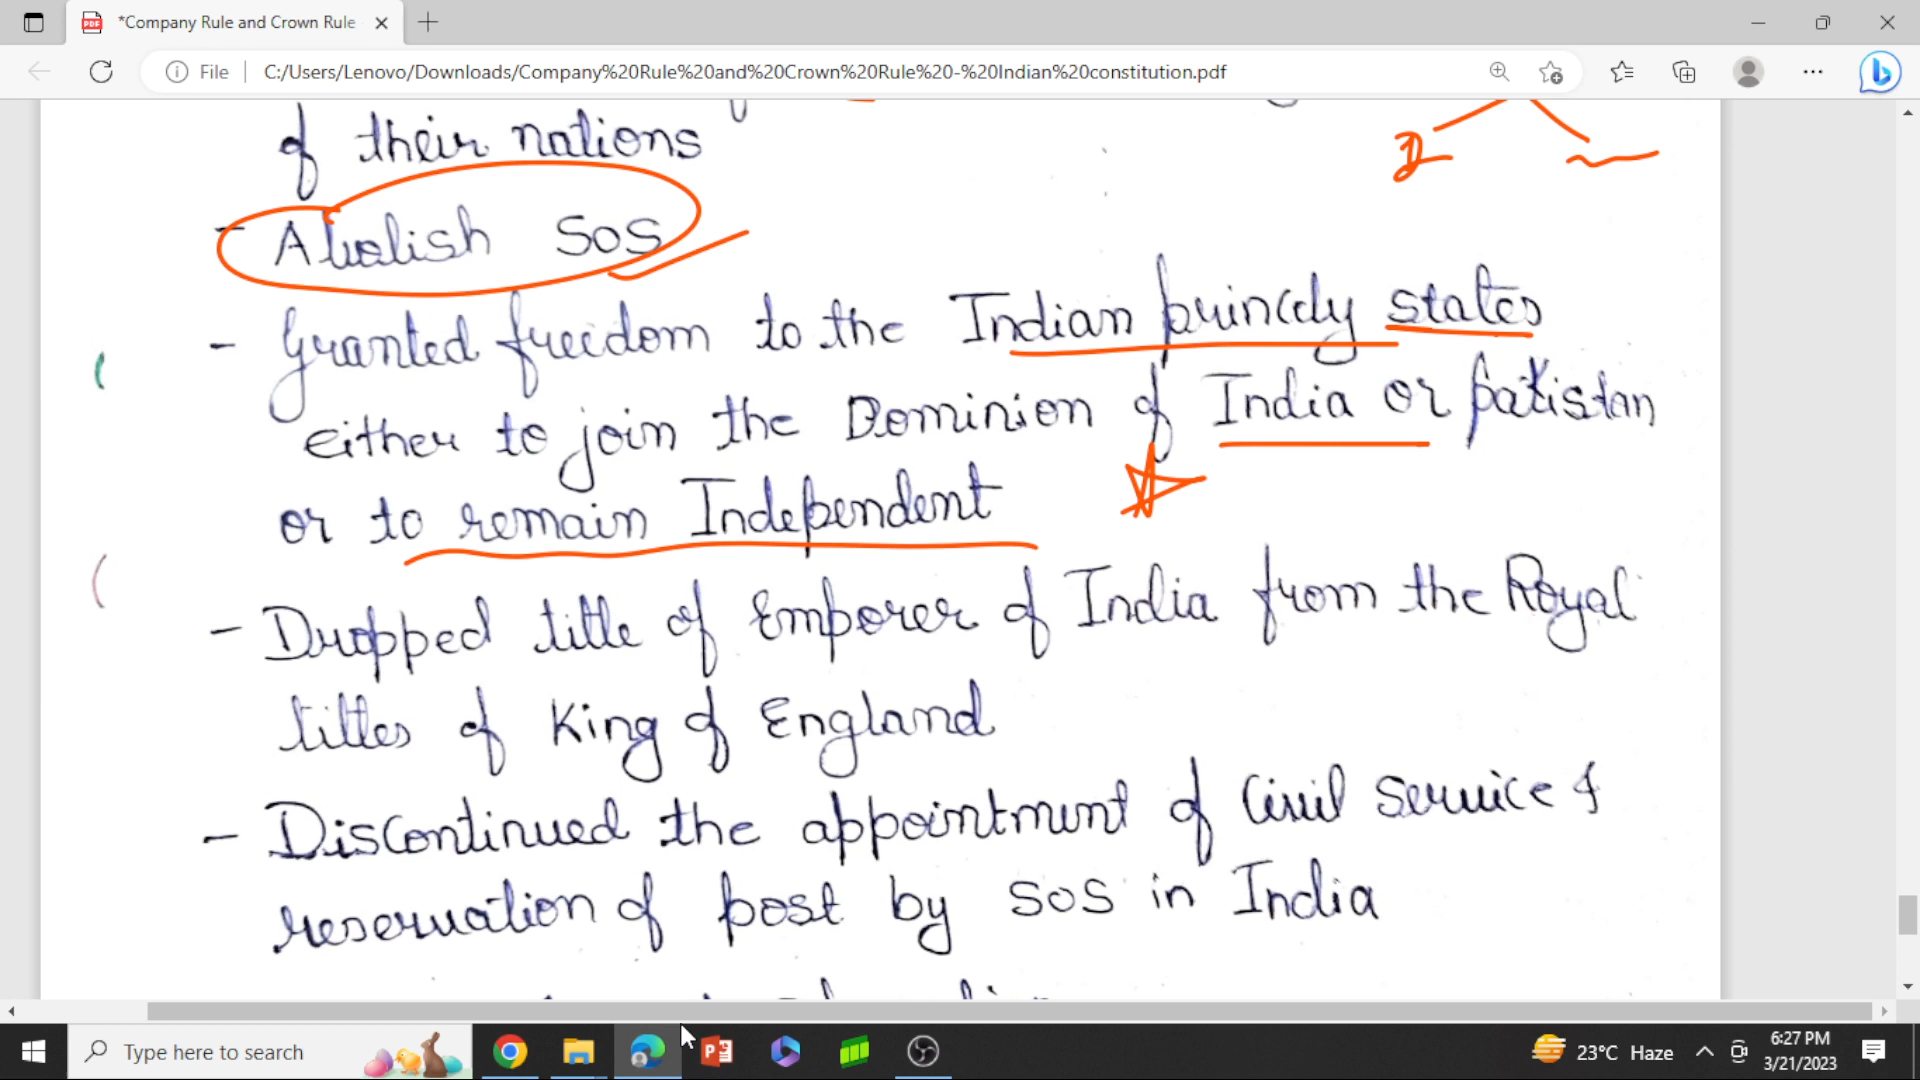 *Company Rule and Crown Rule
File
C:/Users/Lenovo/Downloads/Company%20Rule%20and%20Crown%20Rule%20-%20Indian%20constitution.pdf
of their nations
- Abolish SOS
- Granted freedom to the Indian princely states
either to join the Dominion of India or Pakistan
or to remain Independent
- Dropped title of Emporer of India from the Royal
titles of King of England
- Discontinued the appointment of Civil Service &
reservation of post by SOS in India
Type here to search
23°C Haze
6:27 PM
3/21/2023